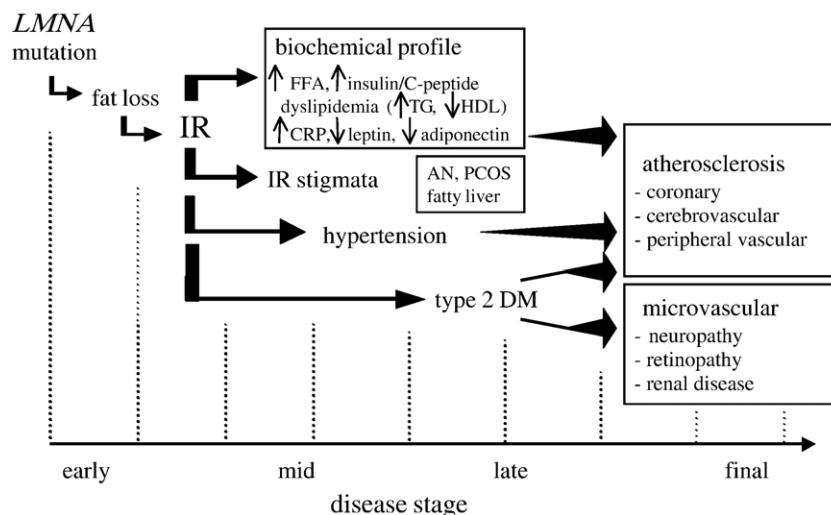 LMNA
mutation
fat loss
IR
biochemical profile
↑ FFA, ↑ insulin/C-peptide
dyslipidemia (↑TG, ↓HDL)
↑CRP, ↓leptin, ↓ adiponectin
IR stigmata
AN, PCOS
fatty liver
hypertension
type 2 DM
atherosclerosis
- coronary
- cerebrovascular
- peripheral vascular
microvascular
- neuropathy
- retinopathy
- renal disease
early mid late final
disease stage